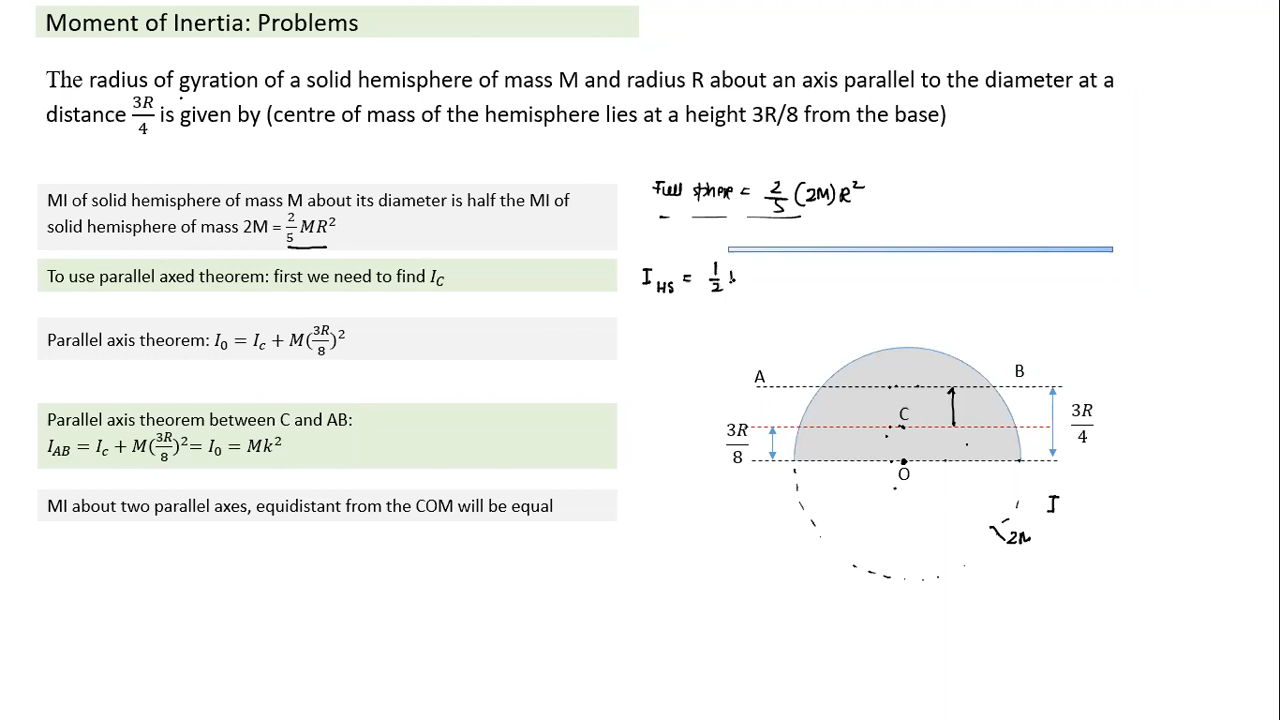 Moment of Inertia: Problems
The radius of gyration of a solid hemisphere of mass M and radius R about an axis parallel to the diameter at a
distance 3R/4 is given by (centre of mass of the hemisphere lies at a height 3R/8 from the base)
MI of solid hemisphere of mass M about its diameter is half the MI of
solid hemisphere of mass 2M = 2/5 MR²
Full sphere = 2/5 (2M)R²
To use parallel axed theorem: first we need to find I_C
I_HS = 1/2
Parallel axis theorem: I₀ = I_c + M(3R/8)²
Parallel axis theorem between C and AB:
I_AB = I_c + M(3R/8)² = I₀ = Mk²
MI about two parallel axes, equidistant from the COM will be equal
A
B
C
3R/4
3R/8
O
I